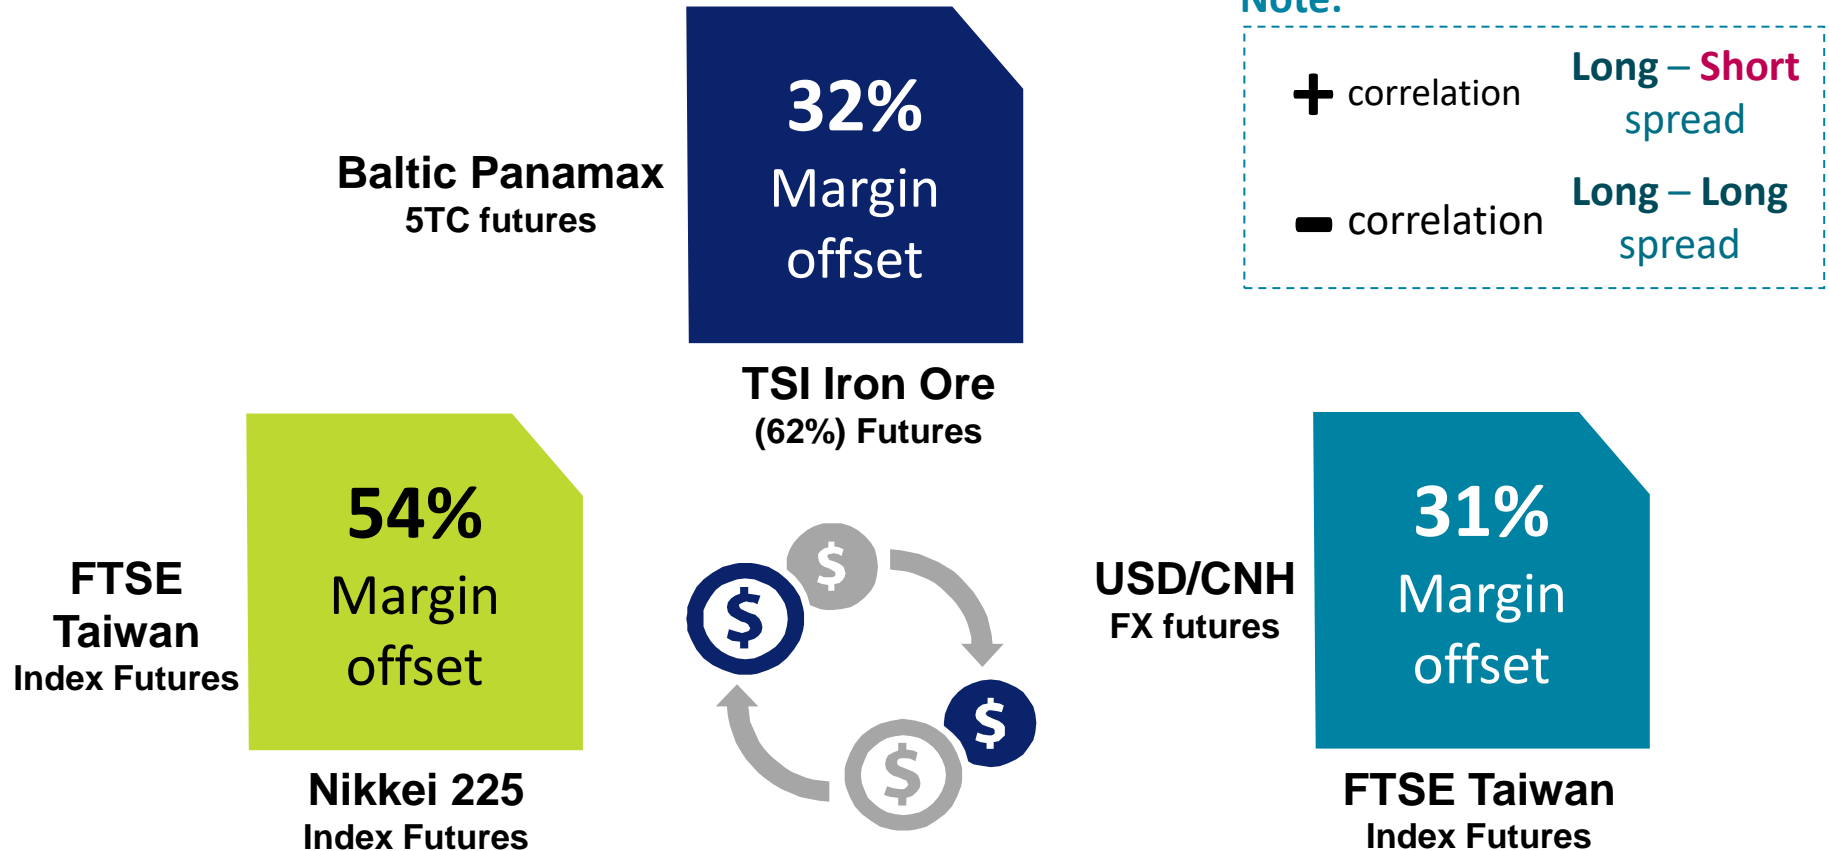 Note:
+ correlation
Long – Short
spread
- correlation
Long – Long
spread
Baltic Panamax
5TC futures
32%
Margin
offset
TSI Iron Ore
(62%) Futures
FTSE
Taiwan
Index Futures
54%
Margin
offset
Nikkei 225
Index Futures
$
$
$
$
USD/CNH
FX futures
31%
Margin
offset
FTSE Taiwan
Index Futures